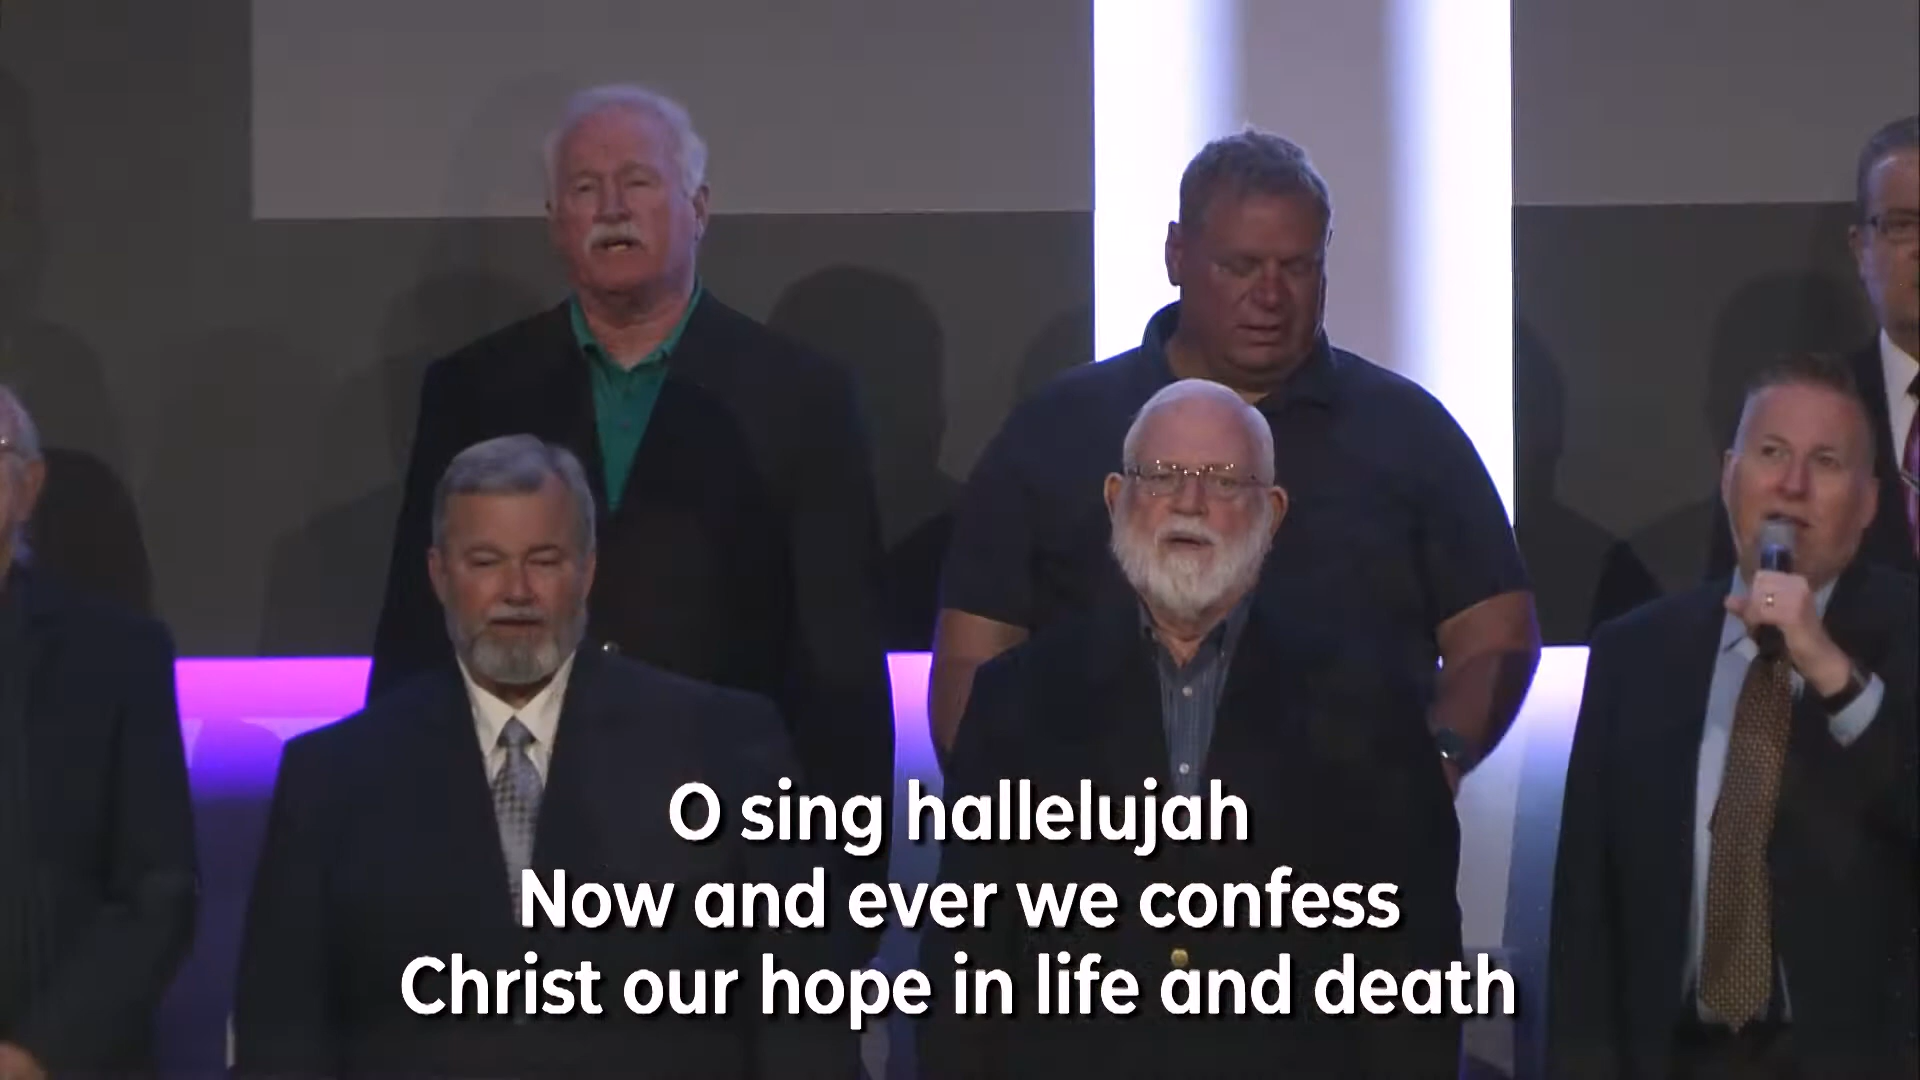 O sing hallelujah
Now and ever we confess
Christ our hope in life and death